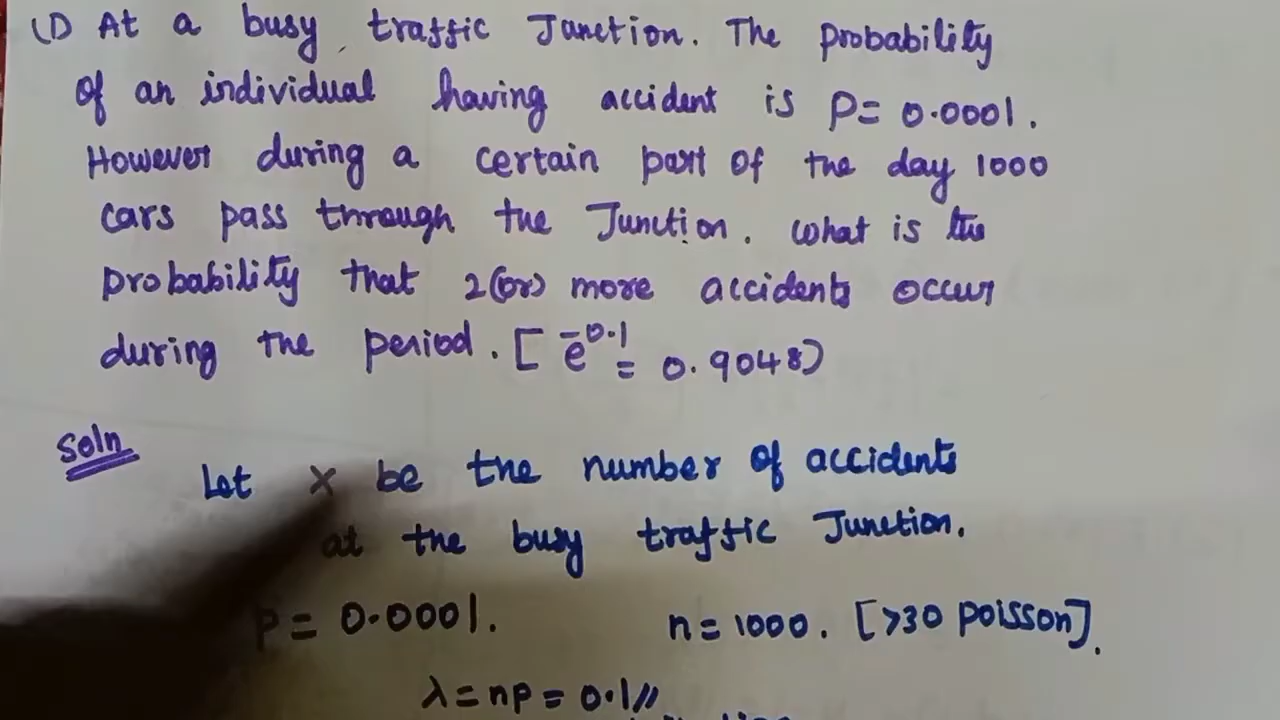 (1) At a busy traffic Junction. The probability
of an individual having accident is P= 0.0001.
However during a certain part of the day 1000
cars pass through the Junction. what is the
probability that 2(or) more accidents occur
during the period. [e^-0.1 = 0.9048)
Soln
Let X be the number of accidents
at the busy traffic Junction.
P = 0.0001. n = 1000. [>30 poisson].
λ = np = 0.1//